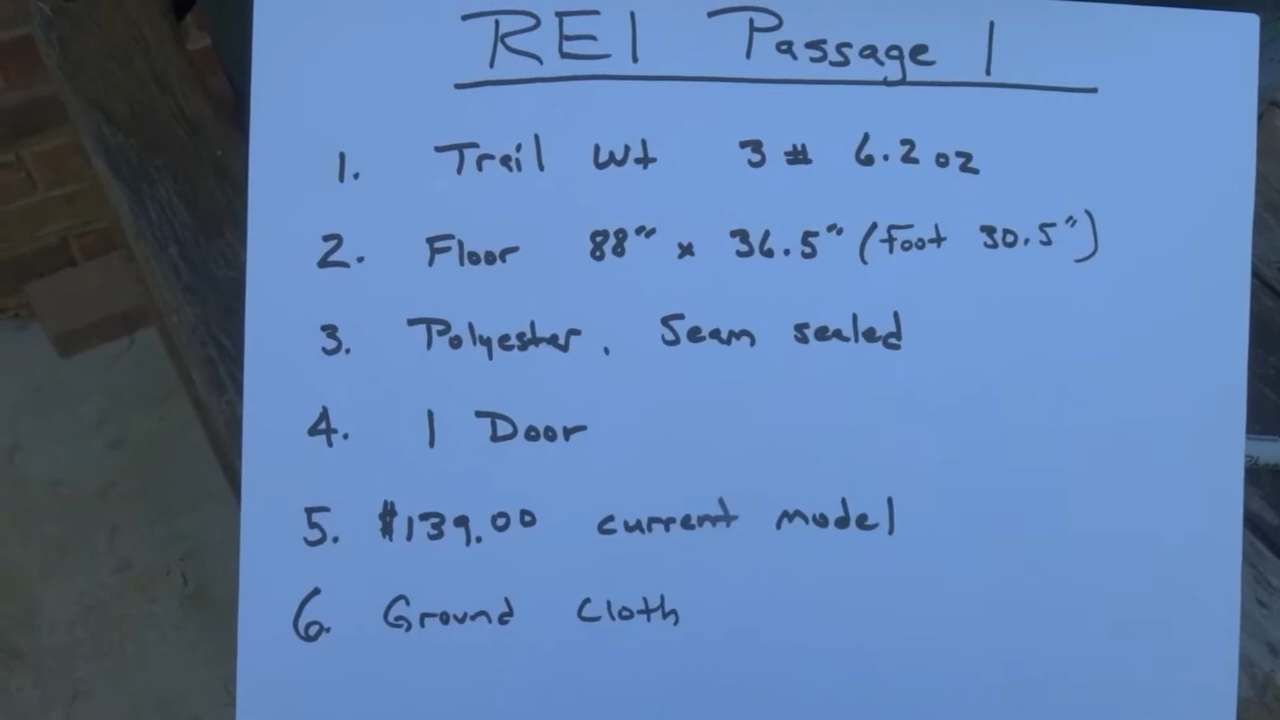 REI Passage 1
1. Trail Wt 3 # 6.2 oz
2. Floor 88" x 36.5" (foot 30.5")
3. Polyester. Seam sealed
4. 1 Door
5. $139.00 current model
6. Ground Cloth